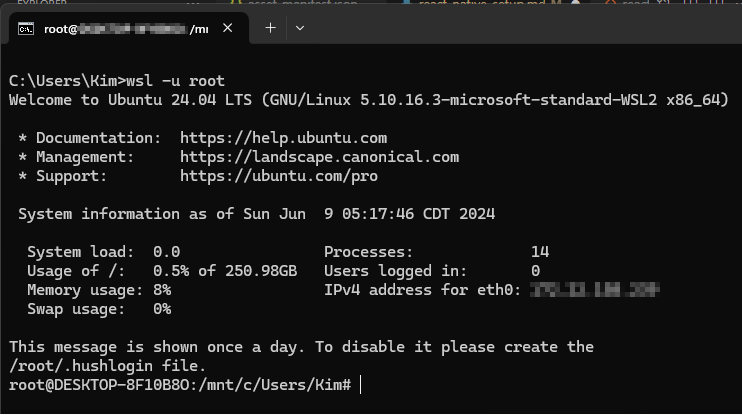 root@ /mr
C:\Users\Kim>wsl -u root
Welcome to Ubuntu 24.04 LTS (GNU/Linux 5.10.16.3-microsoft-standard-WSL2 x86_64)
* Documentation: https://help.ubuntu.com
* Management: https://landscape.canonical.com
* Support: https://ubuntu.com/pro
System information as of Sun Jun 9 05:17:46 CDT 2024
System load: 0.0 Processes: 14
Usage of /: 0.5% of 250.98GB Users logged in: 0
Memory usage: 8% IPv4 address for eth0:
Swap usage: 0%
This message is shown once a day. To disable it please create the
/root/.hushlogin file.
root@DESKTOP-8F10B8O:/mnt/c/Users/Kim#